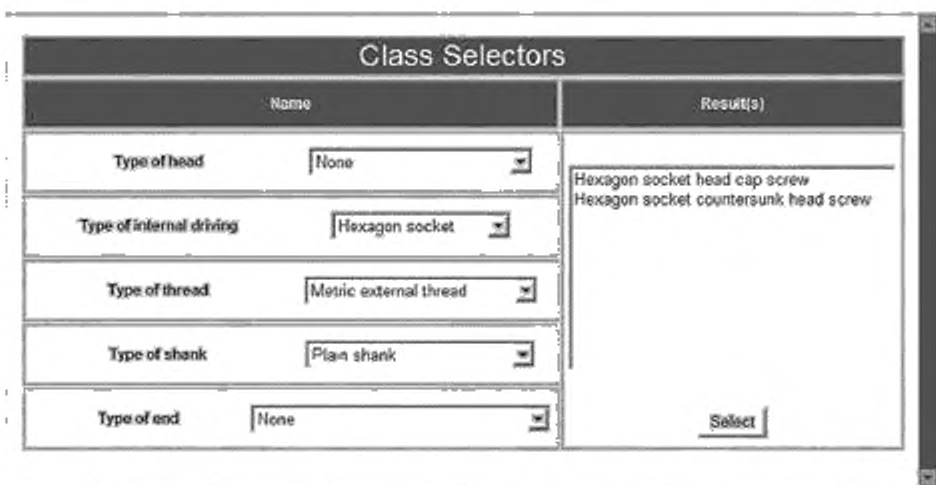 Class Selectors
Name Result(s)
Type of head None
Hexagon socket head cap screw
Hexagon socket countersunk head screw
Type of internal driving Hexagon socket
Type of thread Metric external thread
Type of shank Plain shank
Type of end None
Select